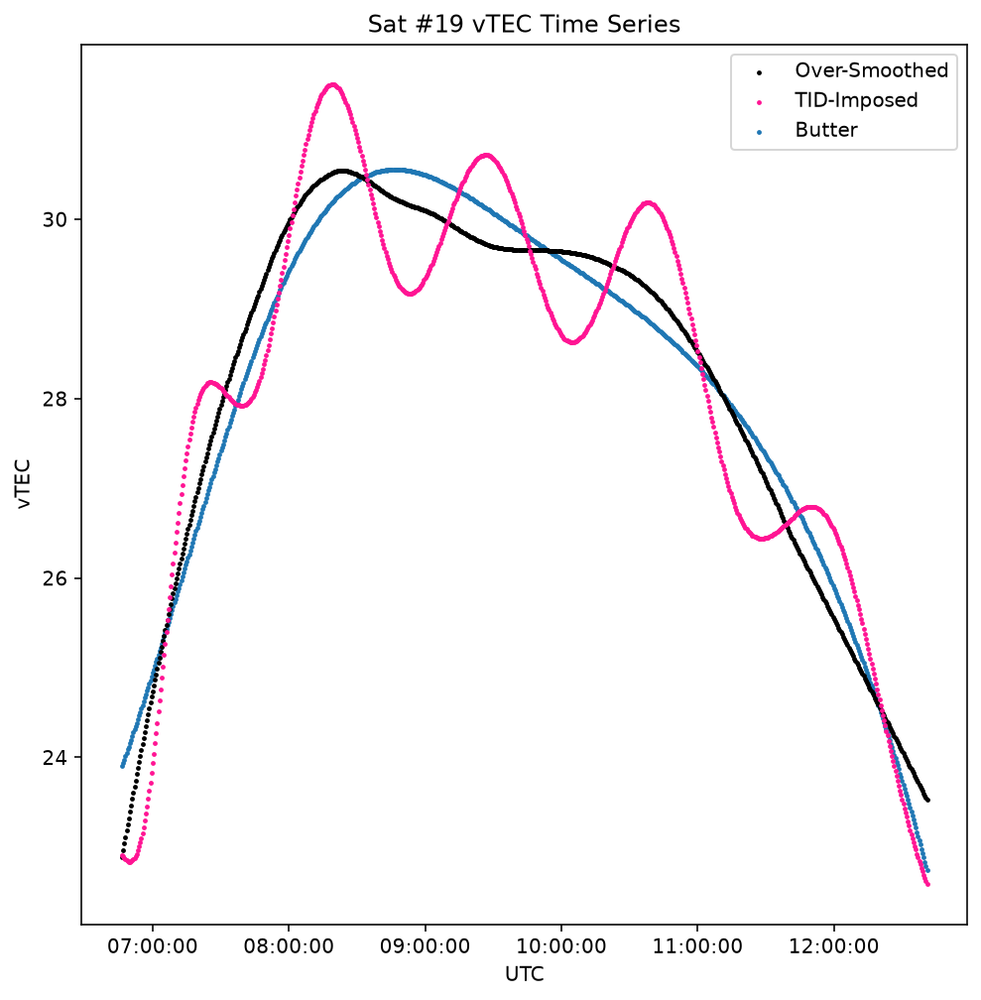 Sat #19 vTEC Time Series
Over-Smoothed
TID-Imposed
Butter
vTEC
30
28
26
24
07:00:00 08:00:00 09:00:00 10:00:00 11:00:00 12:00:00
UTC